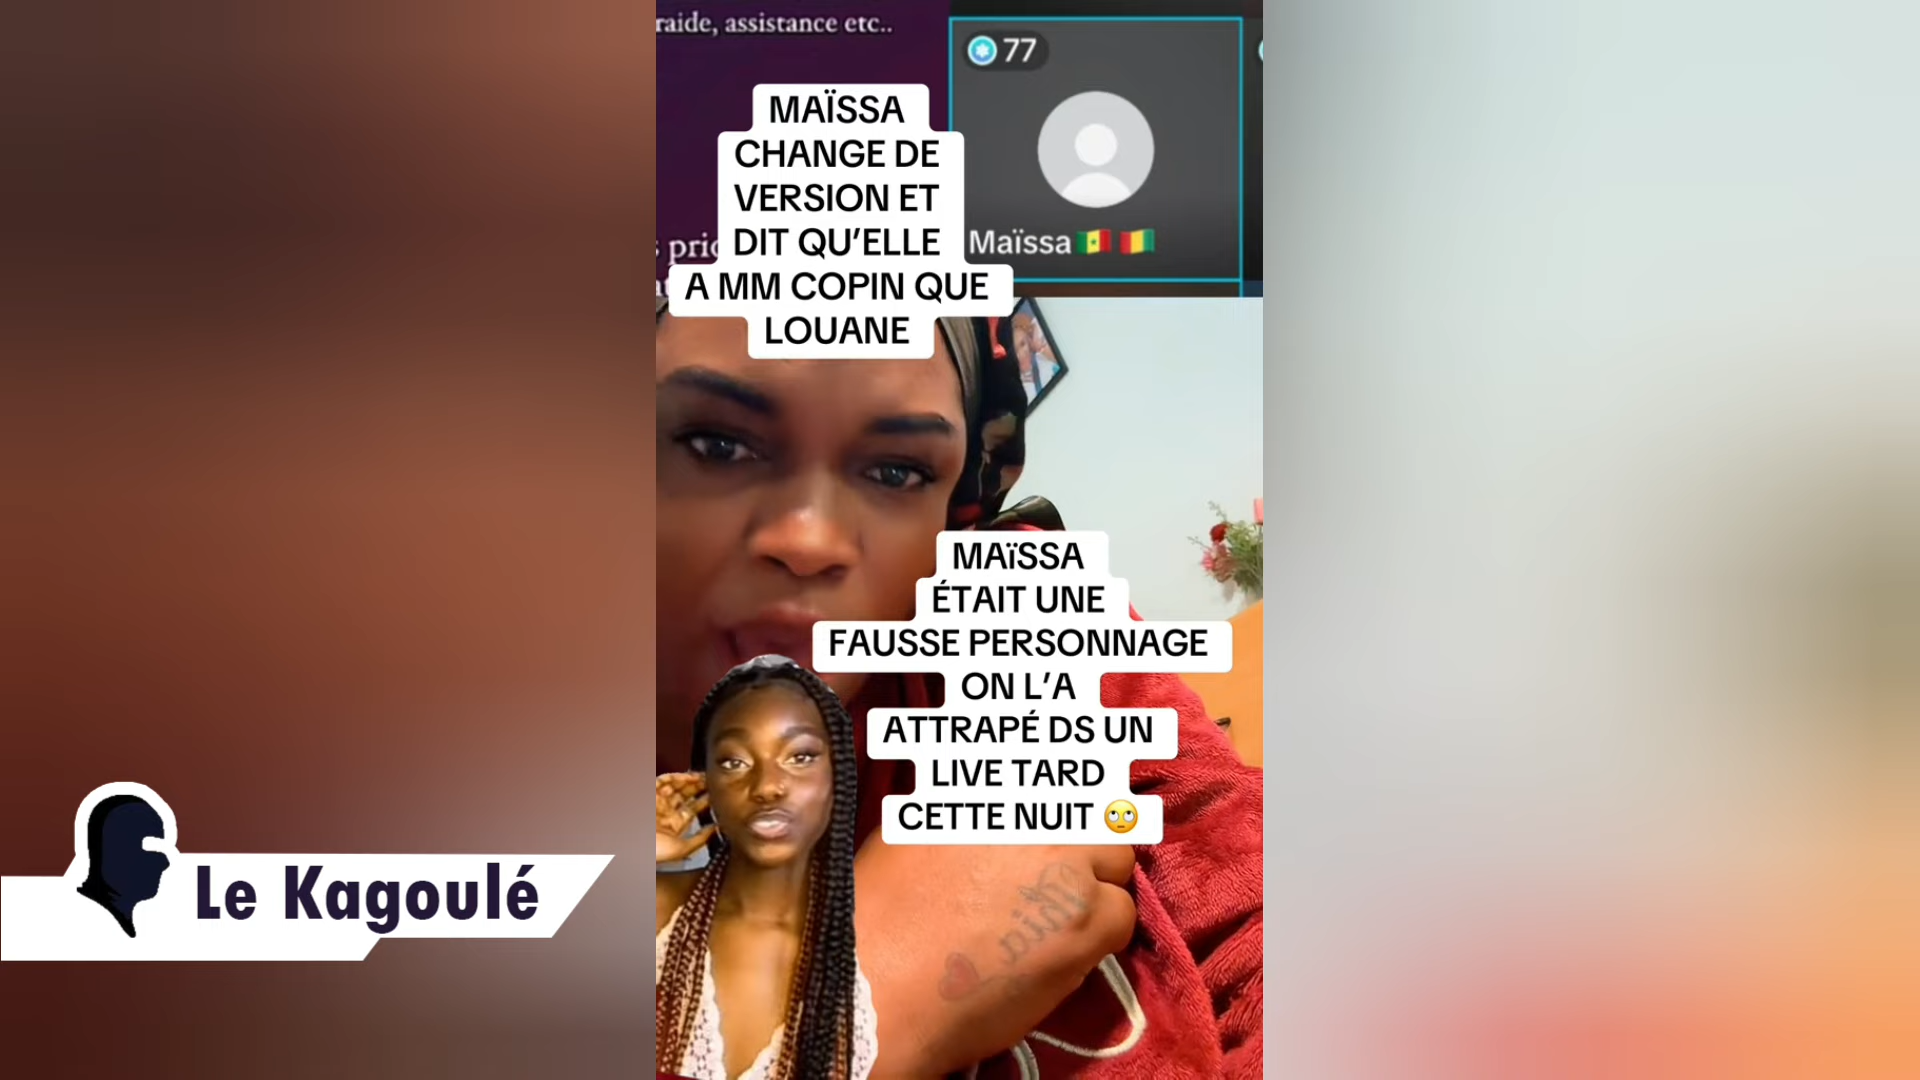 raide, assistance etc..
77
MAÏSSA
CHANGE DE
VERSION ET
DIT QU’ELLE
A MM COPIN QUE
LOUANE
Maïssa
MAïSSA
ÉTAIT UNE
FAUSSE PERSONNAGE
ON L’A
ATTRAPÉ DS UN
LIVE TARD
CETTE NUIT 🙄
Le Kagoulé